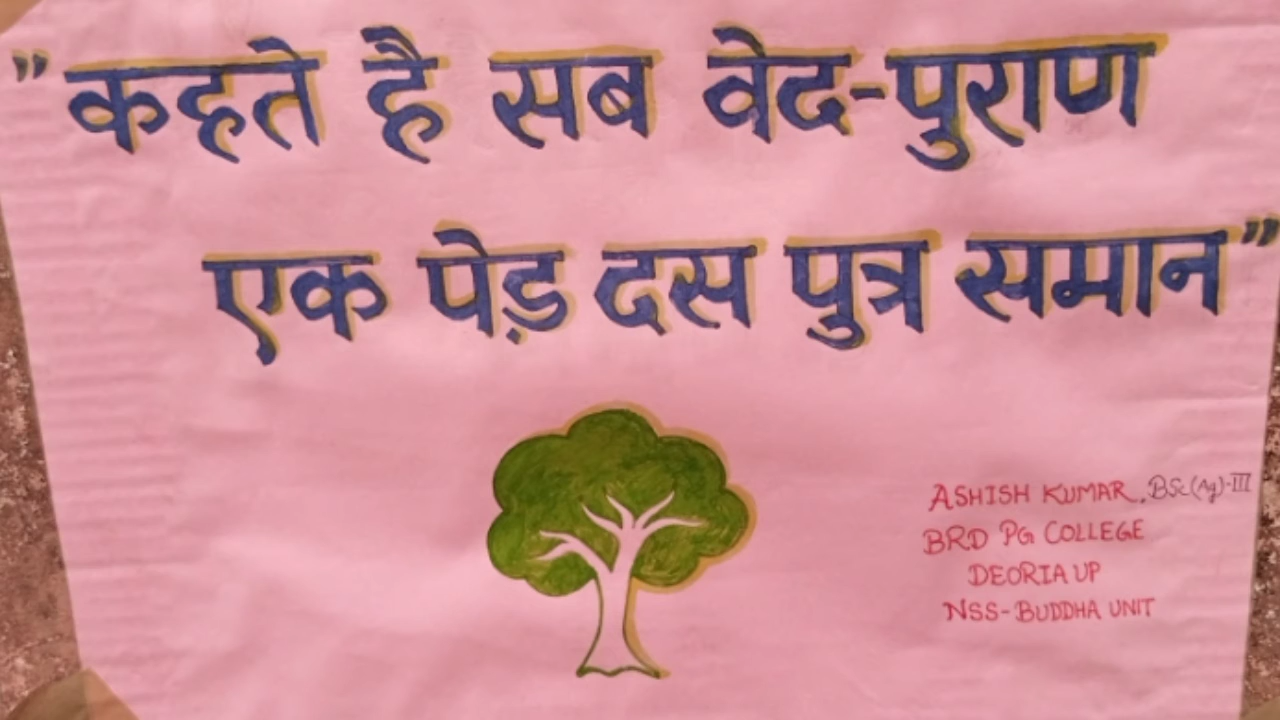 "कहते है सब वेद-पुराण
एक पेड़ दस पुत्र समान"
ASHISH KUMAR, BSc(Ag)-III
BRD PG COLLEGE
DEORIA UP
NSS-BUDDHA UNIT